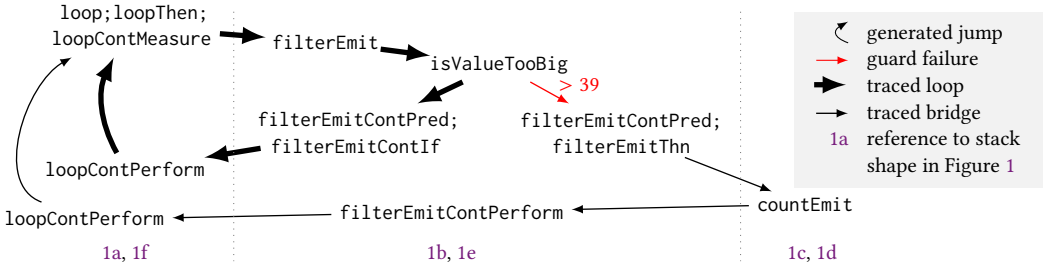 loop;loopThen;
loopContMeasure
filterEmit
isValueTooBig
> 39
filterEmitContPred;
filterEmitContIf
filterEmitContPred;
filterEmitThn
loopContPerform
loopContPerform
filterEmitContPerform
countEmit
1a, 1f
1b, 1e
1c, 1d
generated jump
guard failure
traced loop
traced bridge
1a reference to stack
shape in Figure 1